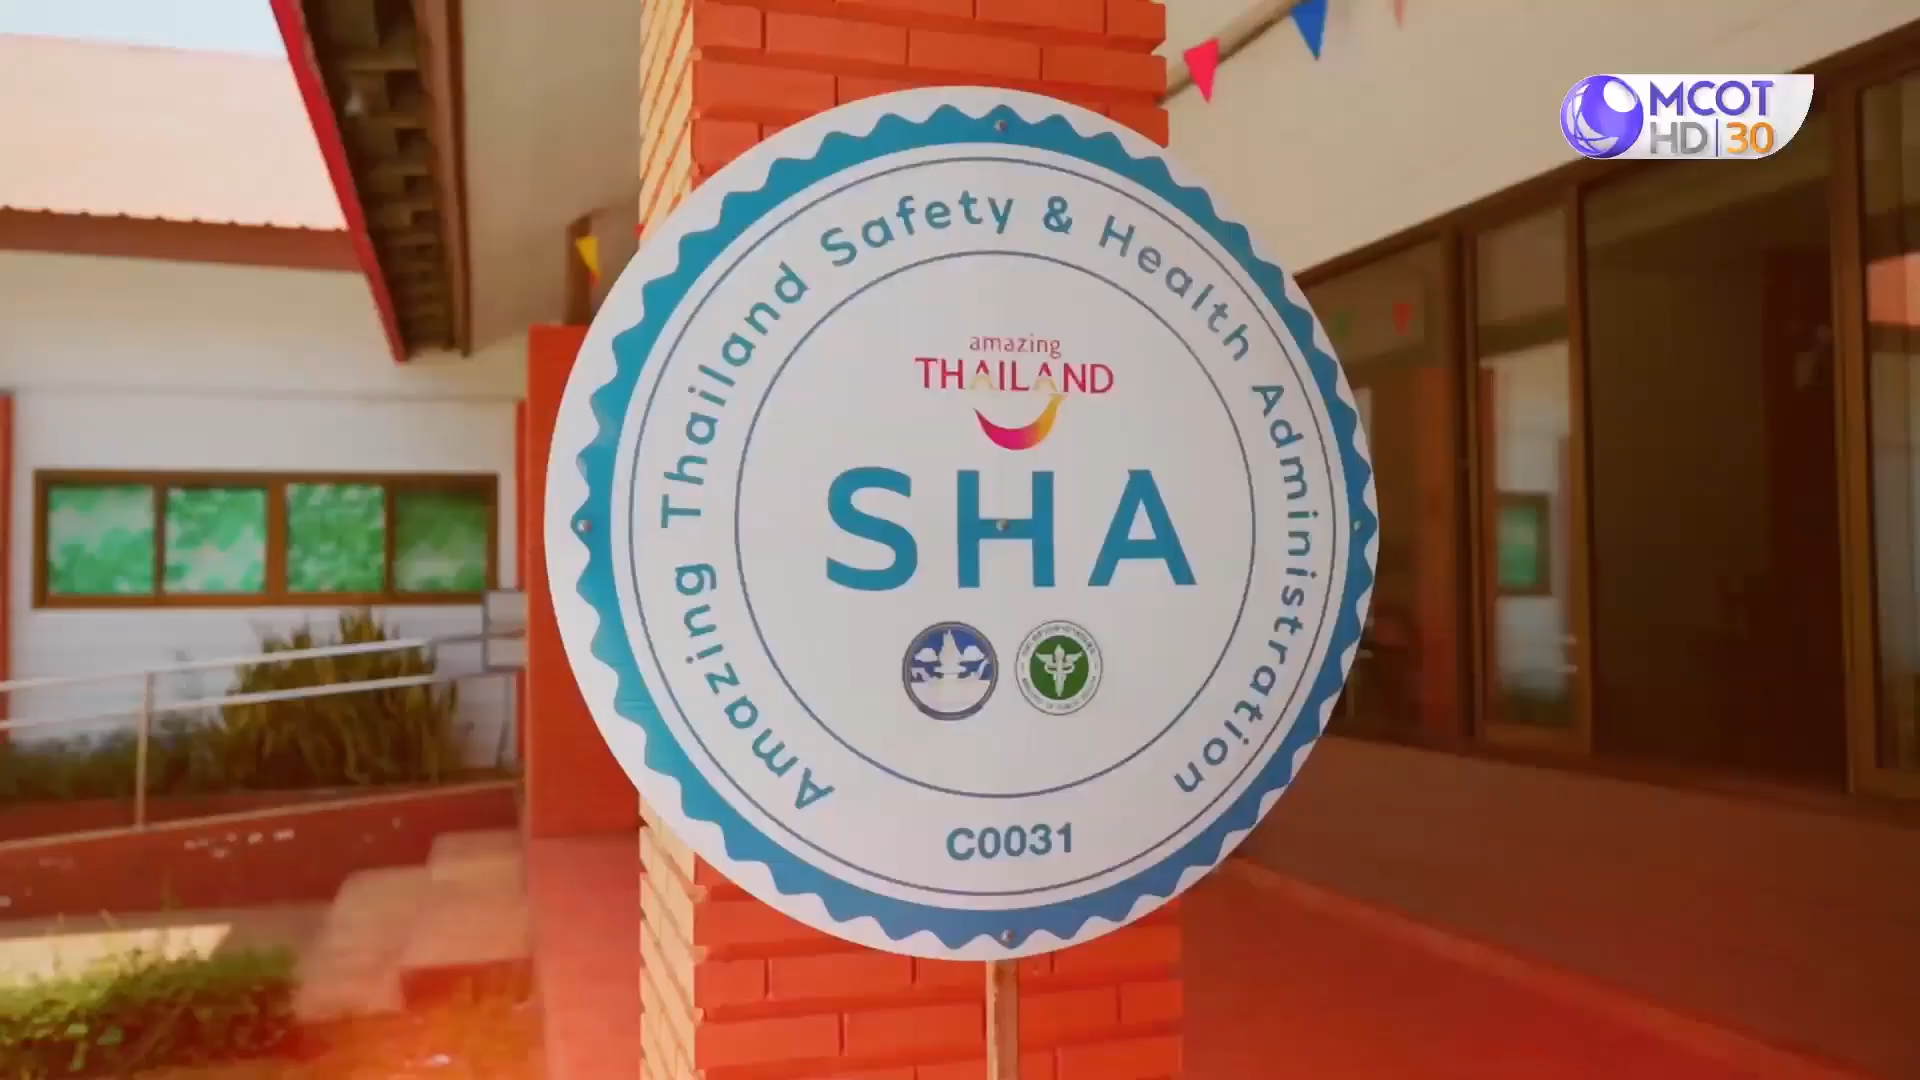 MCOT
HD 30
Amazing Thailand Safety & Health Administration
amazing
THAILAND
SHA
C0031